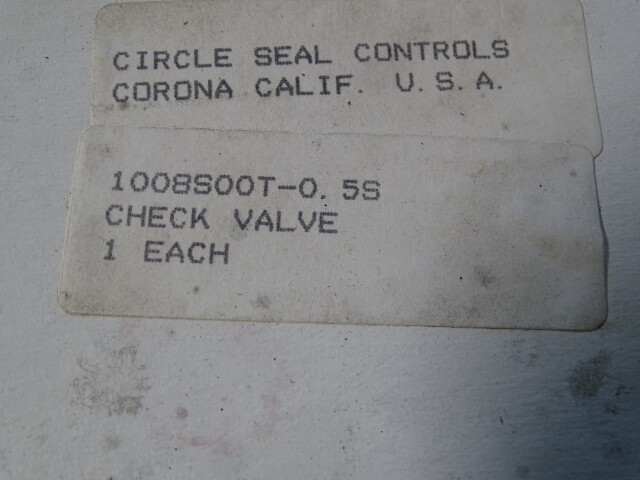 CIRCLE SEAL CONTROLS
CORONA CALIF. U.S.A.
1008S00T-0.5S
CHECK VALVE
1 EACH